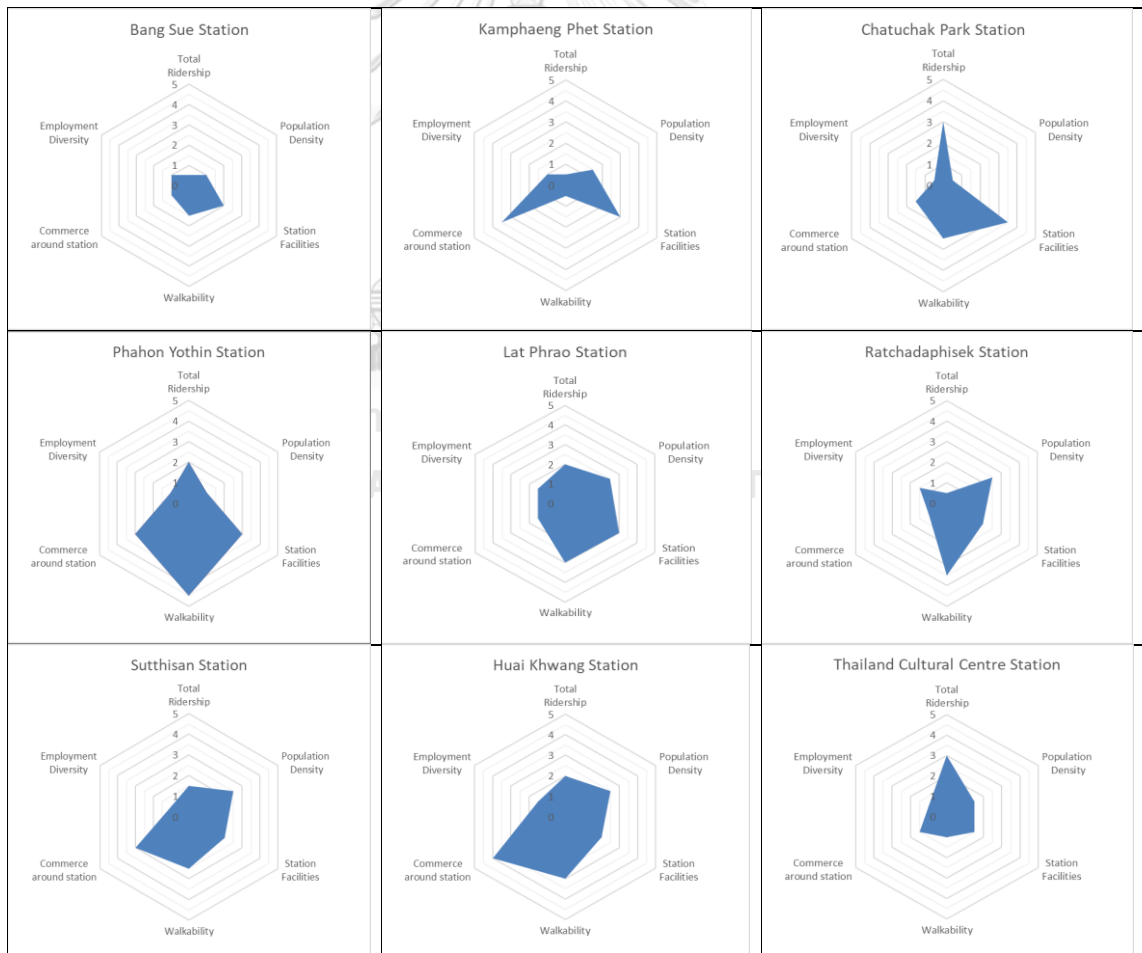 Bang Sue Station
Total
Ridership
5
4
3
2
1
0
Employment
Diversity
Population
Density
Commerce
around station
Station
Facilities
Walkability
Kamphaeng Phet Station
Total
Ridership
5
4
3
2
1
0
Employment
Diversity
Population
Density
Commerce
around station
Station
Facilities
Walkability
Chatuchak Park Station
Total
Ridership
5
4
3
2
1
0
Employment
Diversity
Population
Density
Commerce
around station
Station
Facilities
Walkability
Phahon Yothin Station
Total
Ridership
5
4
3
2
1
0
Employment
Diversity
Population
Density
Commerce
around station
Station
Facilities
Walkability
Lat Phrao Station
Total
Ridership
5
4
3
2
1
0
Employment
Diversity
Population
Density
Commerce
around station
Station
Facilities
Walkability
Ratchadaphisek Station
Total
Ridership
5
4
3
2
1
0
Employment
Diversity
Population
Density
Commerce
around station
Station
Facilities
Walkability
Sutthisan Station
Total
Ridership
5
4
3
2
1
0
Employment
Diversity
Population
Density
Commerce
around station
Station
Facilities
Walkability
Huai Khwang Station
Total
Ridership
5
4
3
2
1
0
Employment
Diversity
Population
Density
Commerce
around station
Station
Facilities
Walkability
Thailand Cultural Centre Station
Total
Ridership
5
4
3
2
1
0
Employment
Diversity
Population
Density
Commerce
around station
Station
Facilities
Walkability